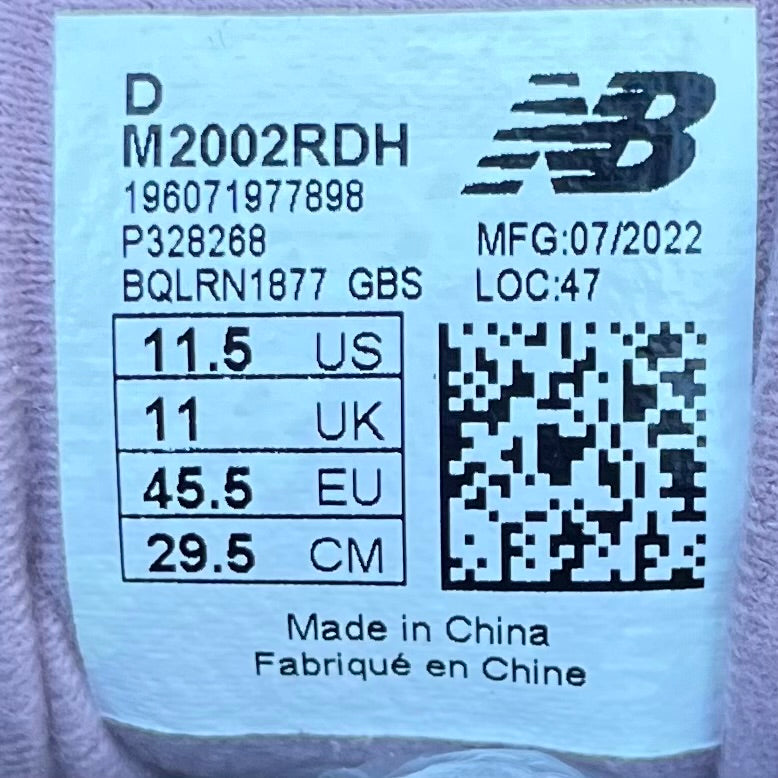 D
M2002RDH
196071977898
P328268
BQLRN1877 GBS
NB
MFG:07/2022
LOC:47
11.5 US
11 UK
45.5 EU
29.5 CM
Made in China
Fabriqué en Chine